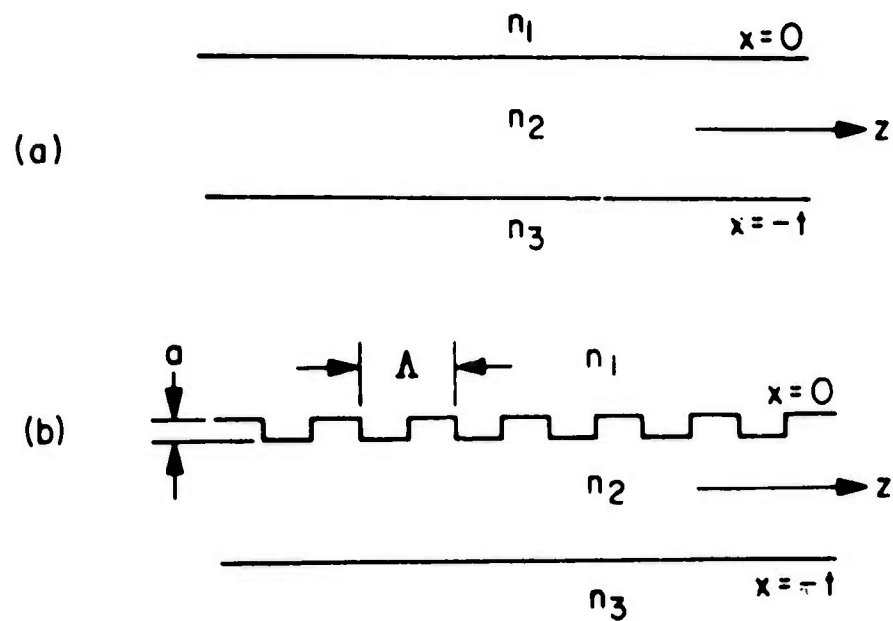 n1
x = 0
(a)
n2
z
n3
x = -t
a
Λ
n1
x = 0
(b)
n2
z
n3
x = -t